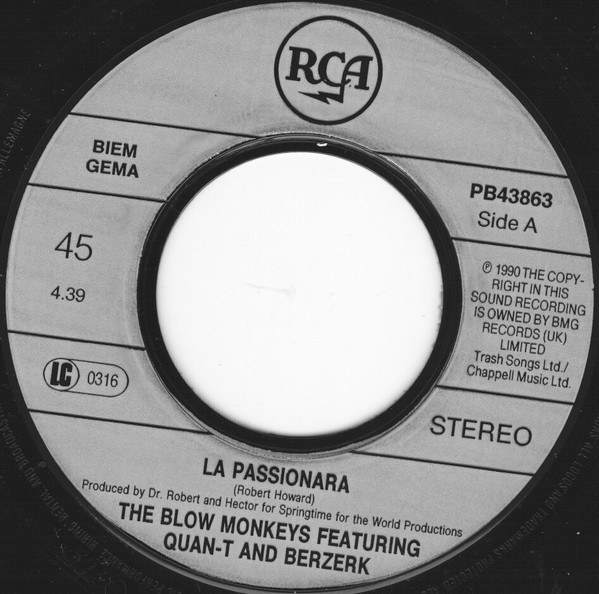 RCA
BIEM
GEMA
PB43863
Side A
45
4.39
℗ 1990 THE COPY-
RIGHT IN THIS
SOUND RECORDING
IS OWNED BY BMG
RECORDS (UK)
LIMITED
Trash Songs Ltd./
Chappell Music Ltd.
LC 0316
STEREO
LA PASSIONARA
(Robert Howard)
Produced by Dr. Robert and Hector for Springtime for the World Productions
THE BLOW MONKEYS FEATURING
QUAN-T AND BERZERK